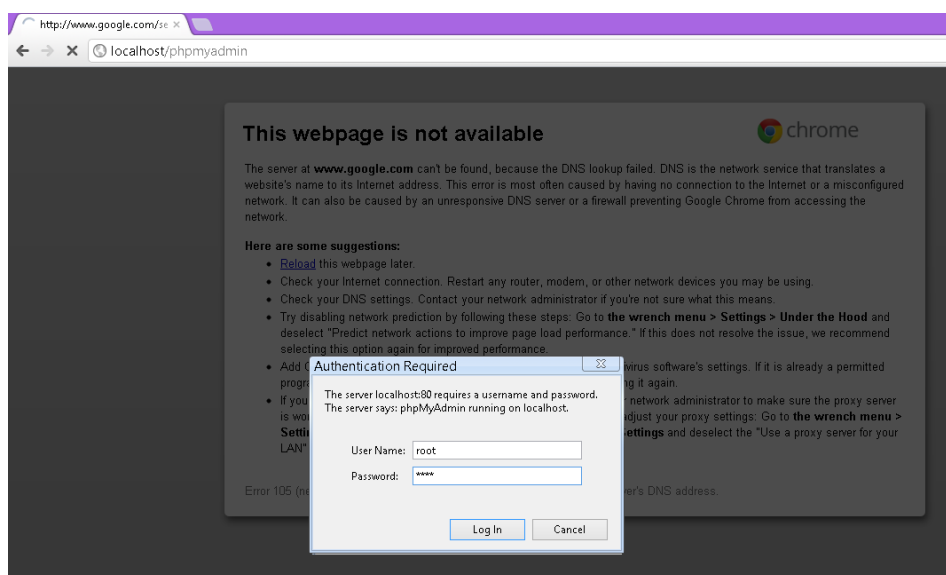 http://www.google.com/se
localhost/phpmyadmin
This webpage is not available
chrome
The server at www.google.com can't be found, because the DNS lookup failed. DNS is the network service that translates a
website's name to its Internet address. This error is most often caused by having no connection to the Internet or a misconfigured
network. It can also be caused by an unresponsive DNS server or a firewall preventing Google Chrome from accessing the
network.
Here are some suggestions:
Reload this webpage later.
Check your Internet connection. Restart any router, modem, or other network devices you may be using.
Check your DNS settings. Contact your network administrator if you're not sure what this means.
Try disabling network prediction by following these steps: Go to the wrench menu > Settings > Under the Hood and
deselect "Predict network actions to improve page load performance." If this does not resolve the issue, we recommend
selecting this option again for improved performance.
Add software's settings. If it is already a permitted
it again.
If you network administrator to make sure the proxy server
is adjust your proxy settings: Go to the wrench menu >
and deselect the "Use a proxy server for your
LAN"
Error 105 DNS address.
Authentication Required
The server localhost:80 requires a username and password.
The server says: phpMyAdmin running on localhost.
User Name: root
Password: ****
Log In Cancel